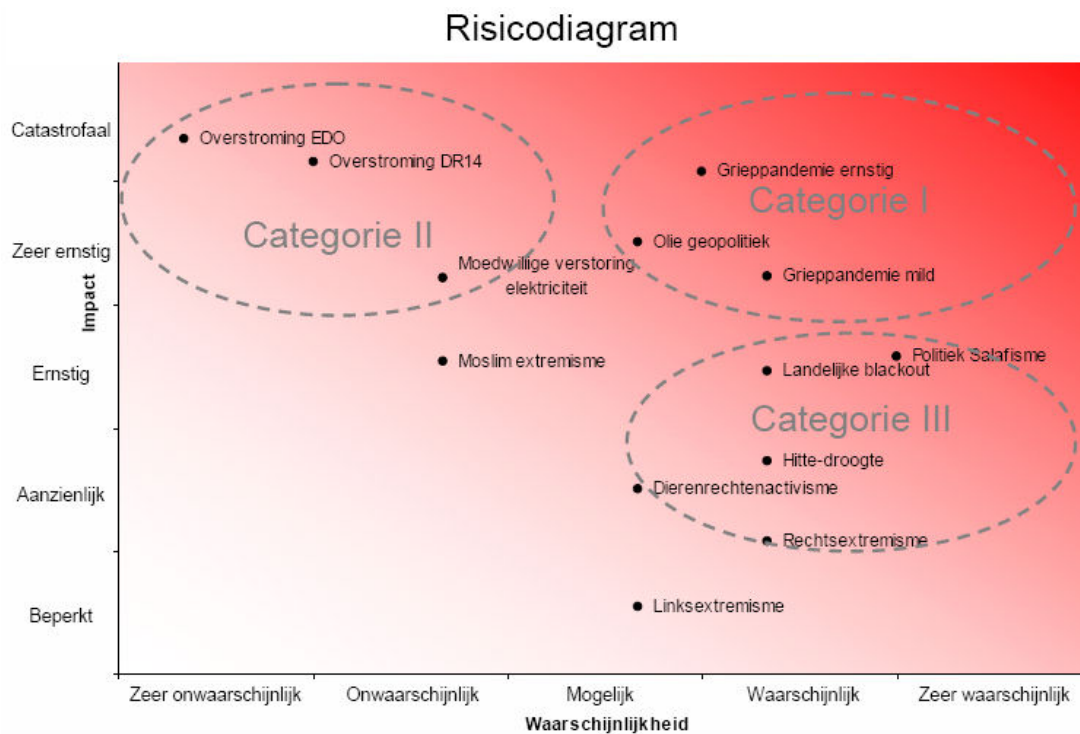 Risicodiagram
Catastrofaal
Overstroming EDO
Overstroming DR14
Grieppandemie ernstig
Categorie I
Categorie II
Zeer ernstig
Olie geopolitiek
Moedwillige verstoring
elektriciteit
Grieppandemie mild
Impact
Ernstig
Moslim extremisme
Politiek Salafisme
Landelijke blackout
Categorie III
Hitte-droogte
Aanzienlijk
Dierenrechtenactivisme
Rechtsextremisme
Beperkt
Linksextremisme
Zeer onwaarschijnlijk
Onwaarschijnlijk
Mogelijk
Waarschijnlijk
Zeer waarschijnlijk
Waarschijnlijkheid